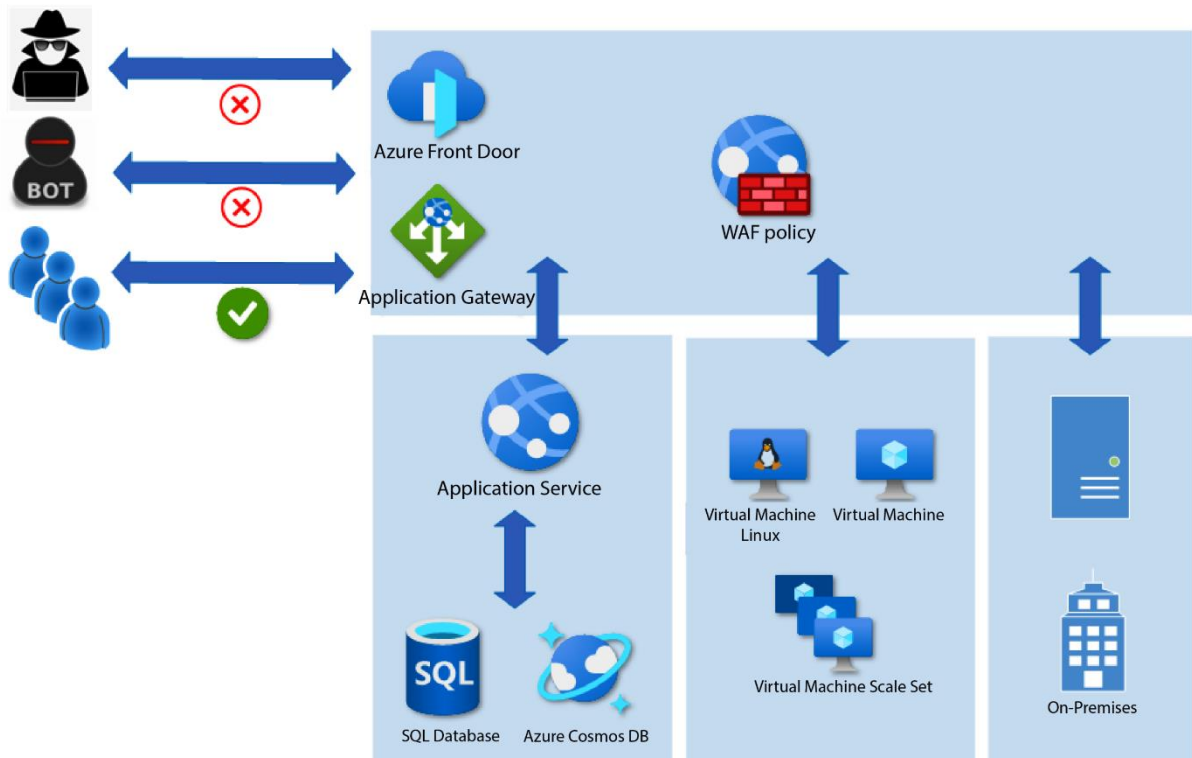 Azure Front Door
BOT
WAF policy
Application Gateway
Application Service
Virtual Machine
Linux
Virtual Machine
SQL
Virtual Machine Scale Set
On-Premises
SQL Database
Azure Cosmos DB